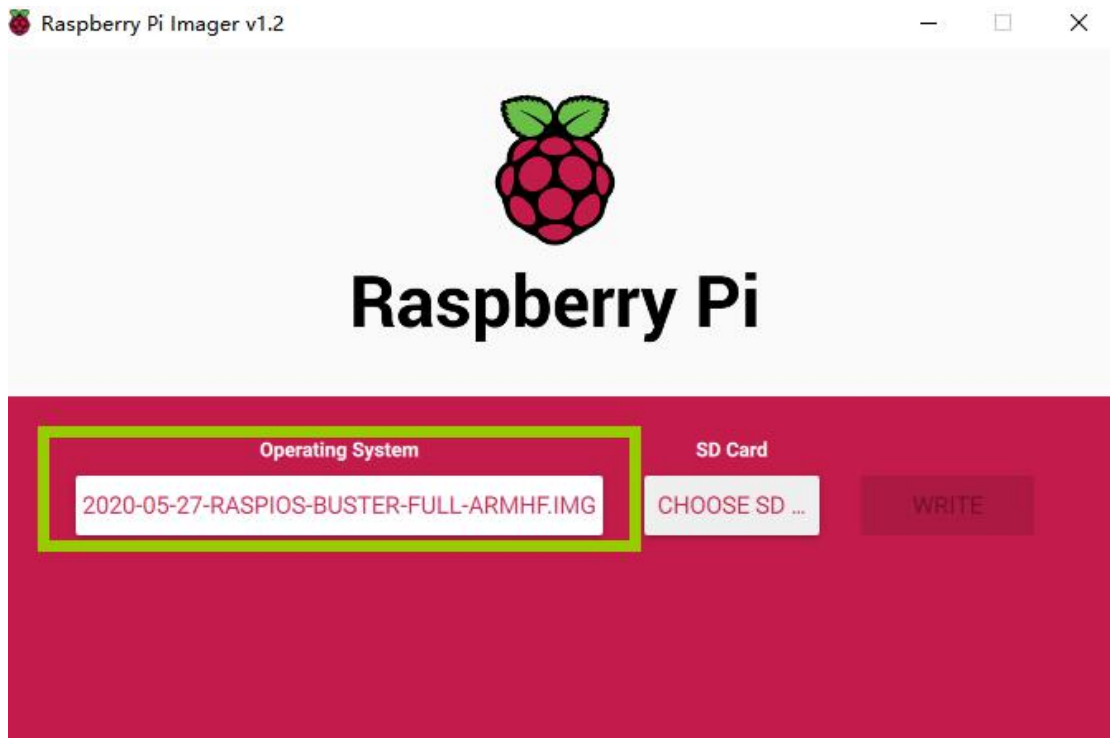 Raspberry Pi Imager v1.2
Raspberry Pi
Operating System
SD Card
2020-05-27-RASPIOS-BUSTER-FULL-ARMHF.IMG
CHOOSE SD ...
WRITE